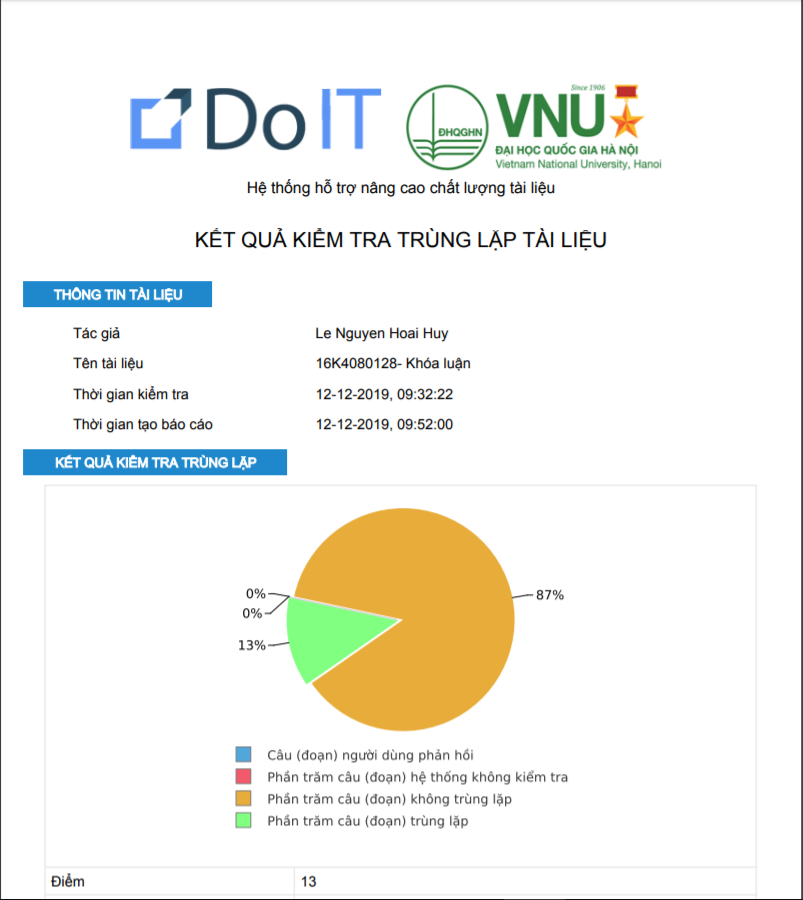 DoIT
ĐHQGHN
Since 1906
VNU
ĐẠI HỌC QUỐC GIA HÀ NỘI
Vietnam National University, Hanoi
Hệ thống hỗ trợ nâng cao chất lượng tài liệu
KẾT QUẢ KIỂM TRA TRÙNG LẶP TÀI LIỆU
THÔNG TIN TÀI LIỆU
Tác giả Le Nguyen Hoai Huy
Tên tài liệu 16K4080128- Khóa luận
Thời gian kiểm tra 12-12-2019, 09:32:22
Thời gian tạo báo cáo 12-12-2019, 09:52:00
KẾT QUẢ KIỂM TRA TRÙNG LẶP
0%
87%
0%
13%
Câu (đoạn) người dùng phản hồi
Phần trăm câu (đoạn) hệ thống không kiểm tra
Phần trăm câu (đoạn) không trùng lặp
Phần trăm câu (đoạn) trùng lặp
Điểm 13